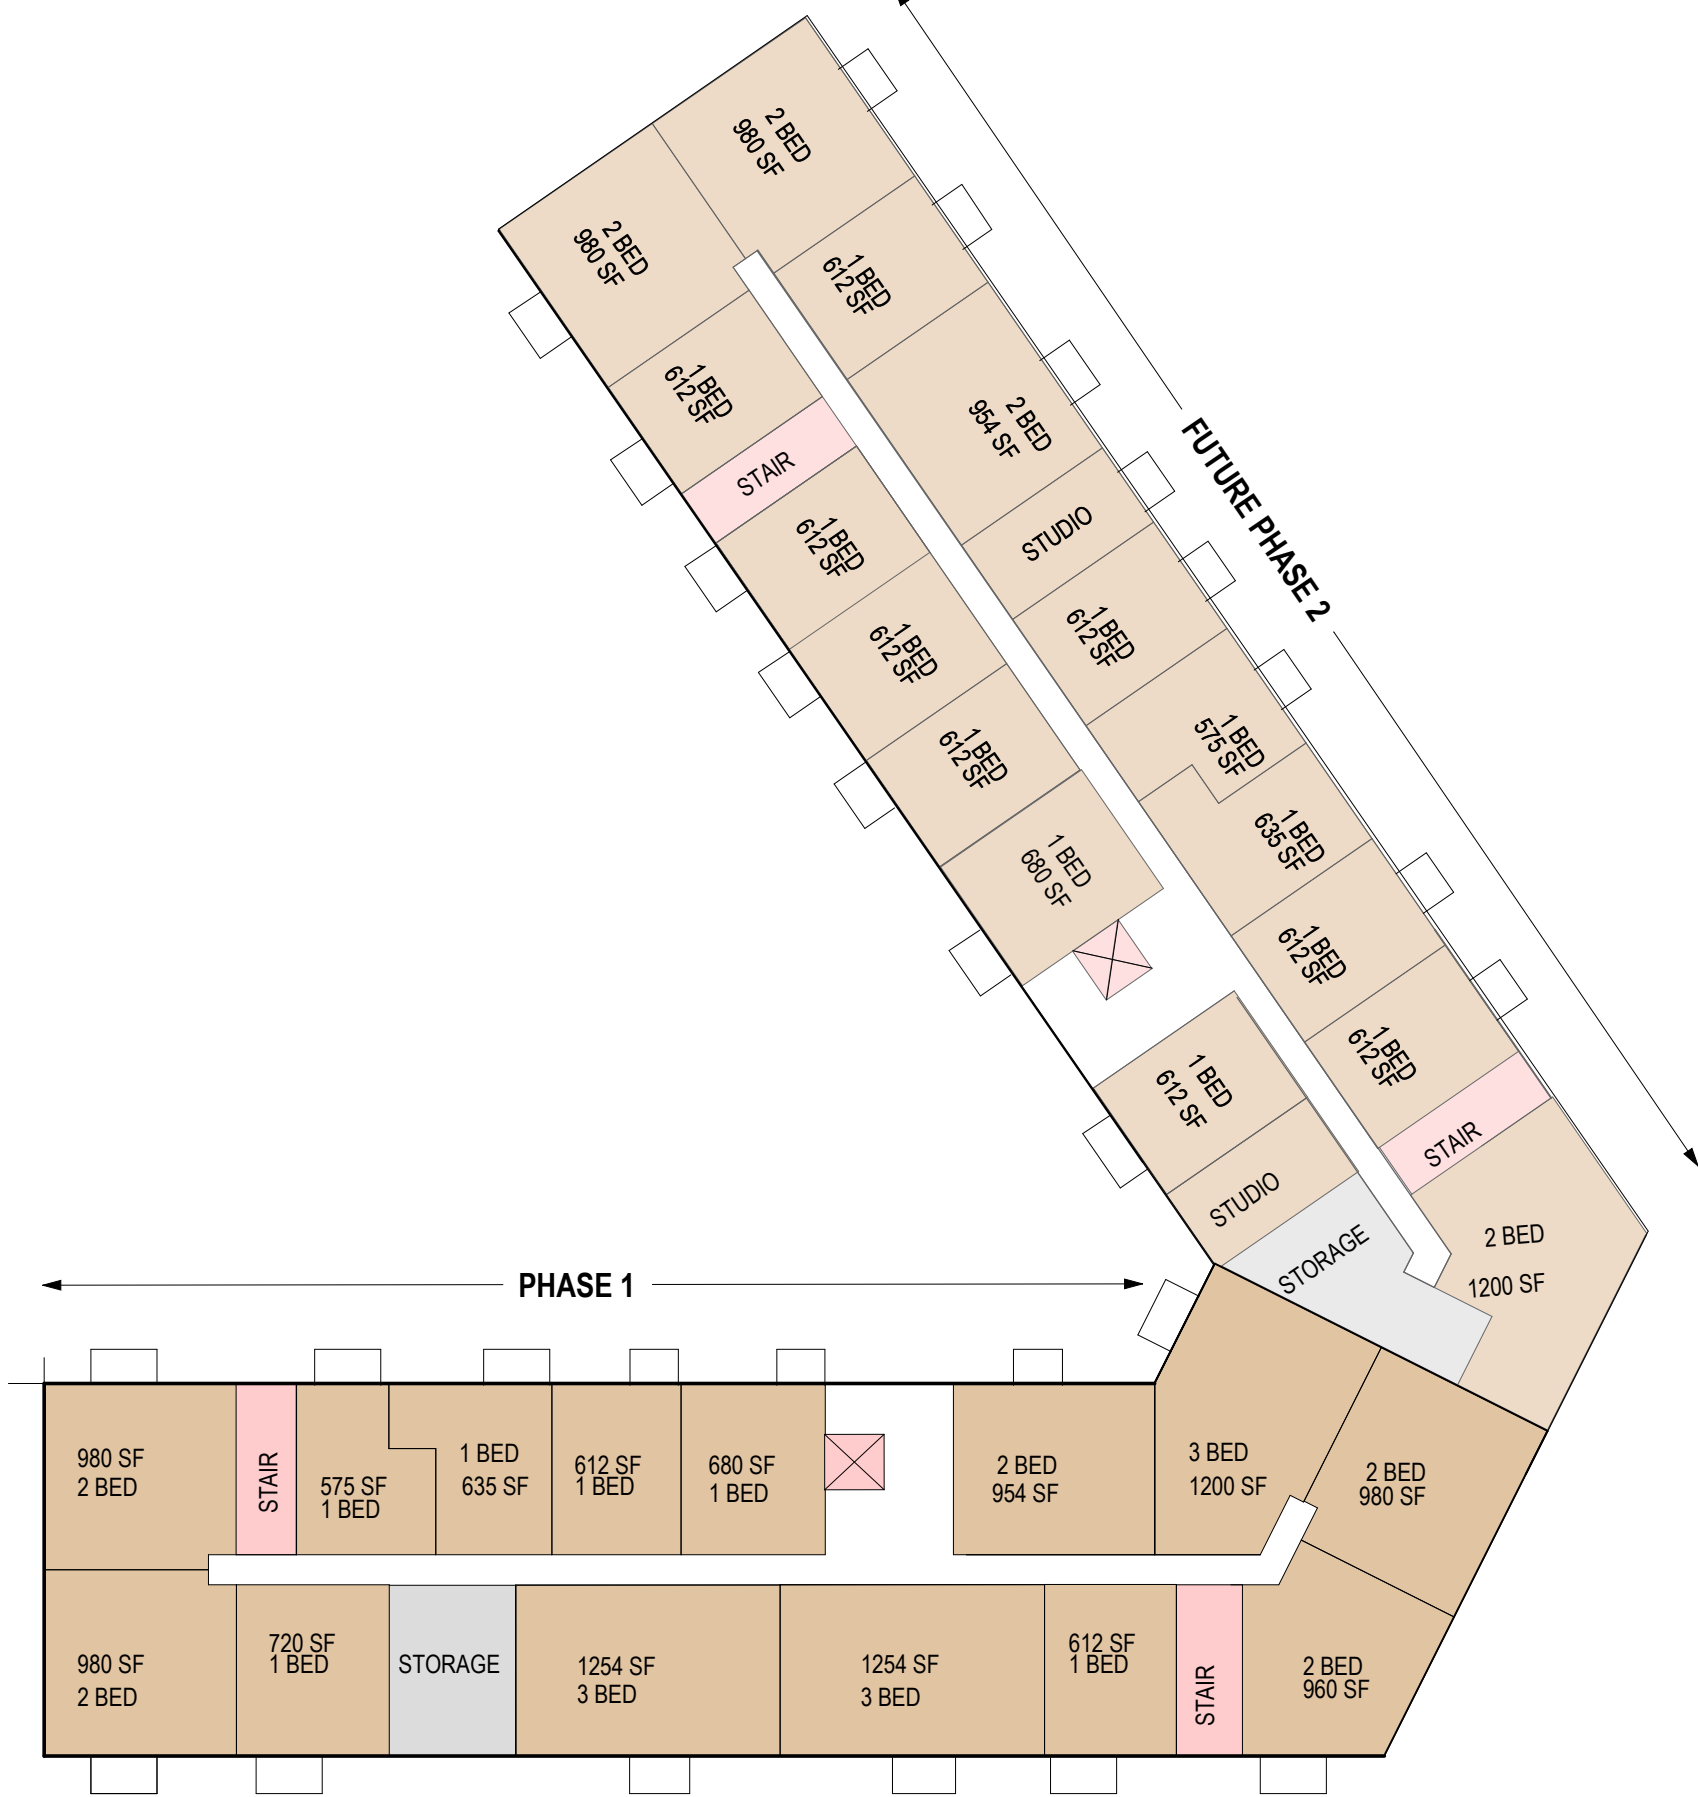 2 BED
980 SF
2 BED
980 SF
1 BED
612 SF
1 BED
612 SF
2 BED
954 SF
STAIR
STUDIO
1 BED
612 SF
1 BED
612 SF
1 BED
612 SF
1 BED
612 SF
1 BED
575 SF
1 BED
635 SF
1 BED
680 SF
1 BED
612 SF
1 BED
612 SF
1 BED
612 SF
STAIR
STUDIO
STORAGE
2 BED
1200 SF
FUTURE PHASE 2
PHASE 1
980 SF
2 BED
STAIR
575 SF
1 BED
1 BED
635 SF
612 SF
1 BED
680 SF
1 BED
2 BED
954 SF
3 BED
1200 SF
2 BED
980 SF
980 SF
2 BED
720 SF
1 BED
STORAGE
1254 SF
3 BED
1254 SF
3 BED
612 SF
1 BED
STAIR
2 BED
960 SF